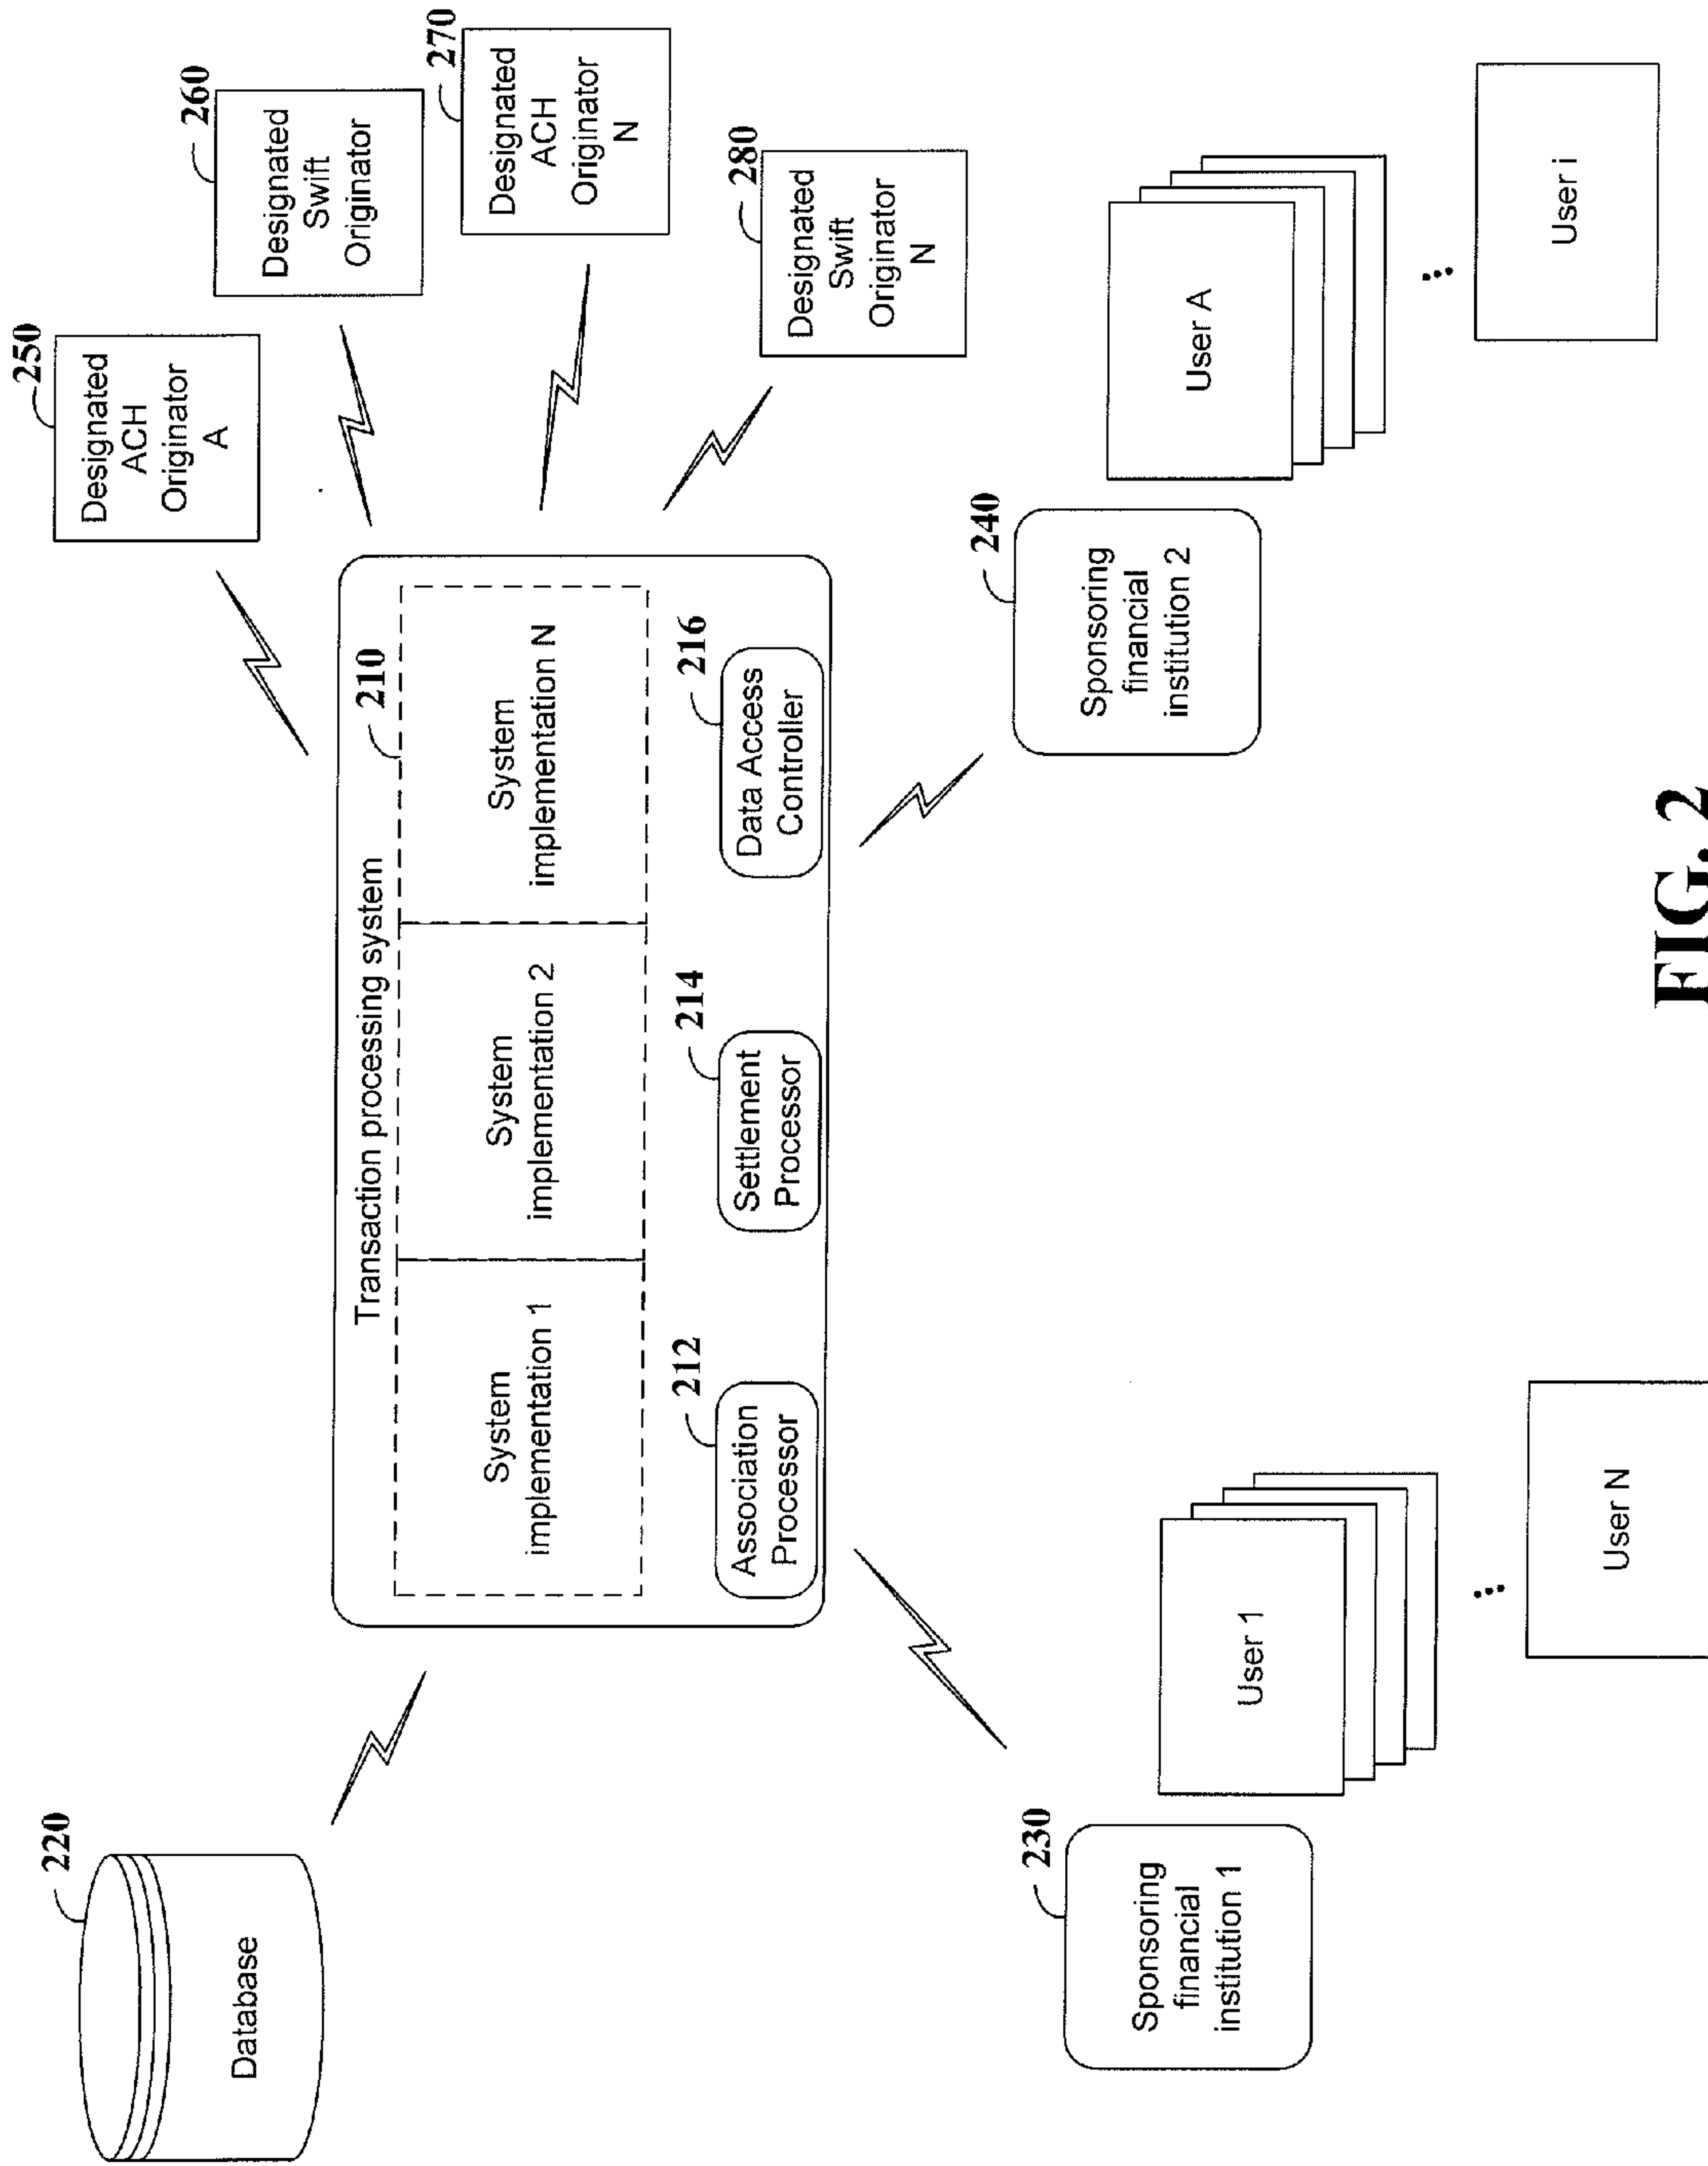 220
Database
Transaction processing system
210
System
implementation 1
System
implementation 2
System
implementation N
212
Association
Processor
214
Settlement
Processor
216
Data Access
Controller
250
Designated
ACH
Originator
A
260
Designated
Swift
Originator
270
Designated
ACH
Originator
N
280
Designated
Swift
Originator
N
230
Sponsoring
financial
institution 1
User 1
...
User N
240
Sponsoring
financial
institution 2
User A
...
User i
FIG. 2